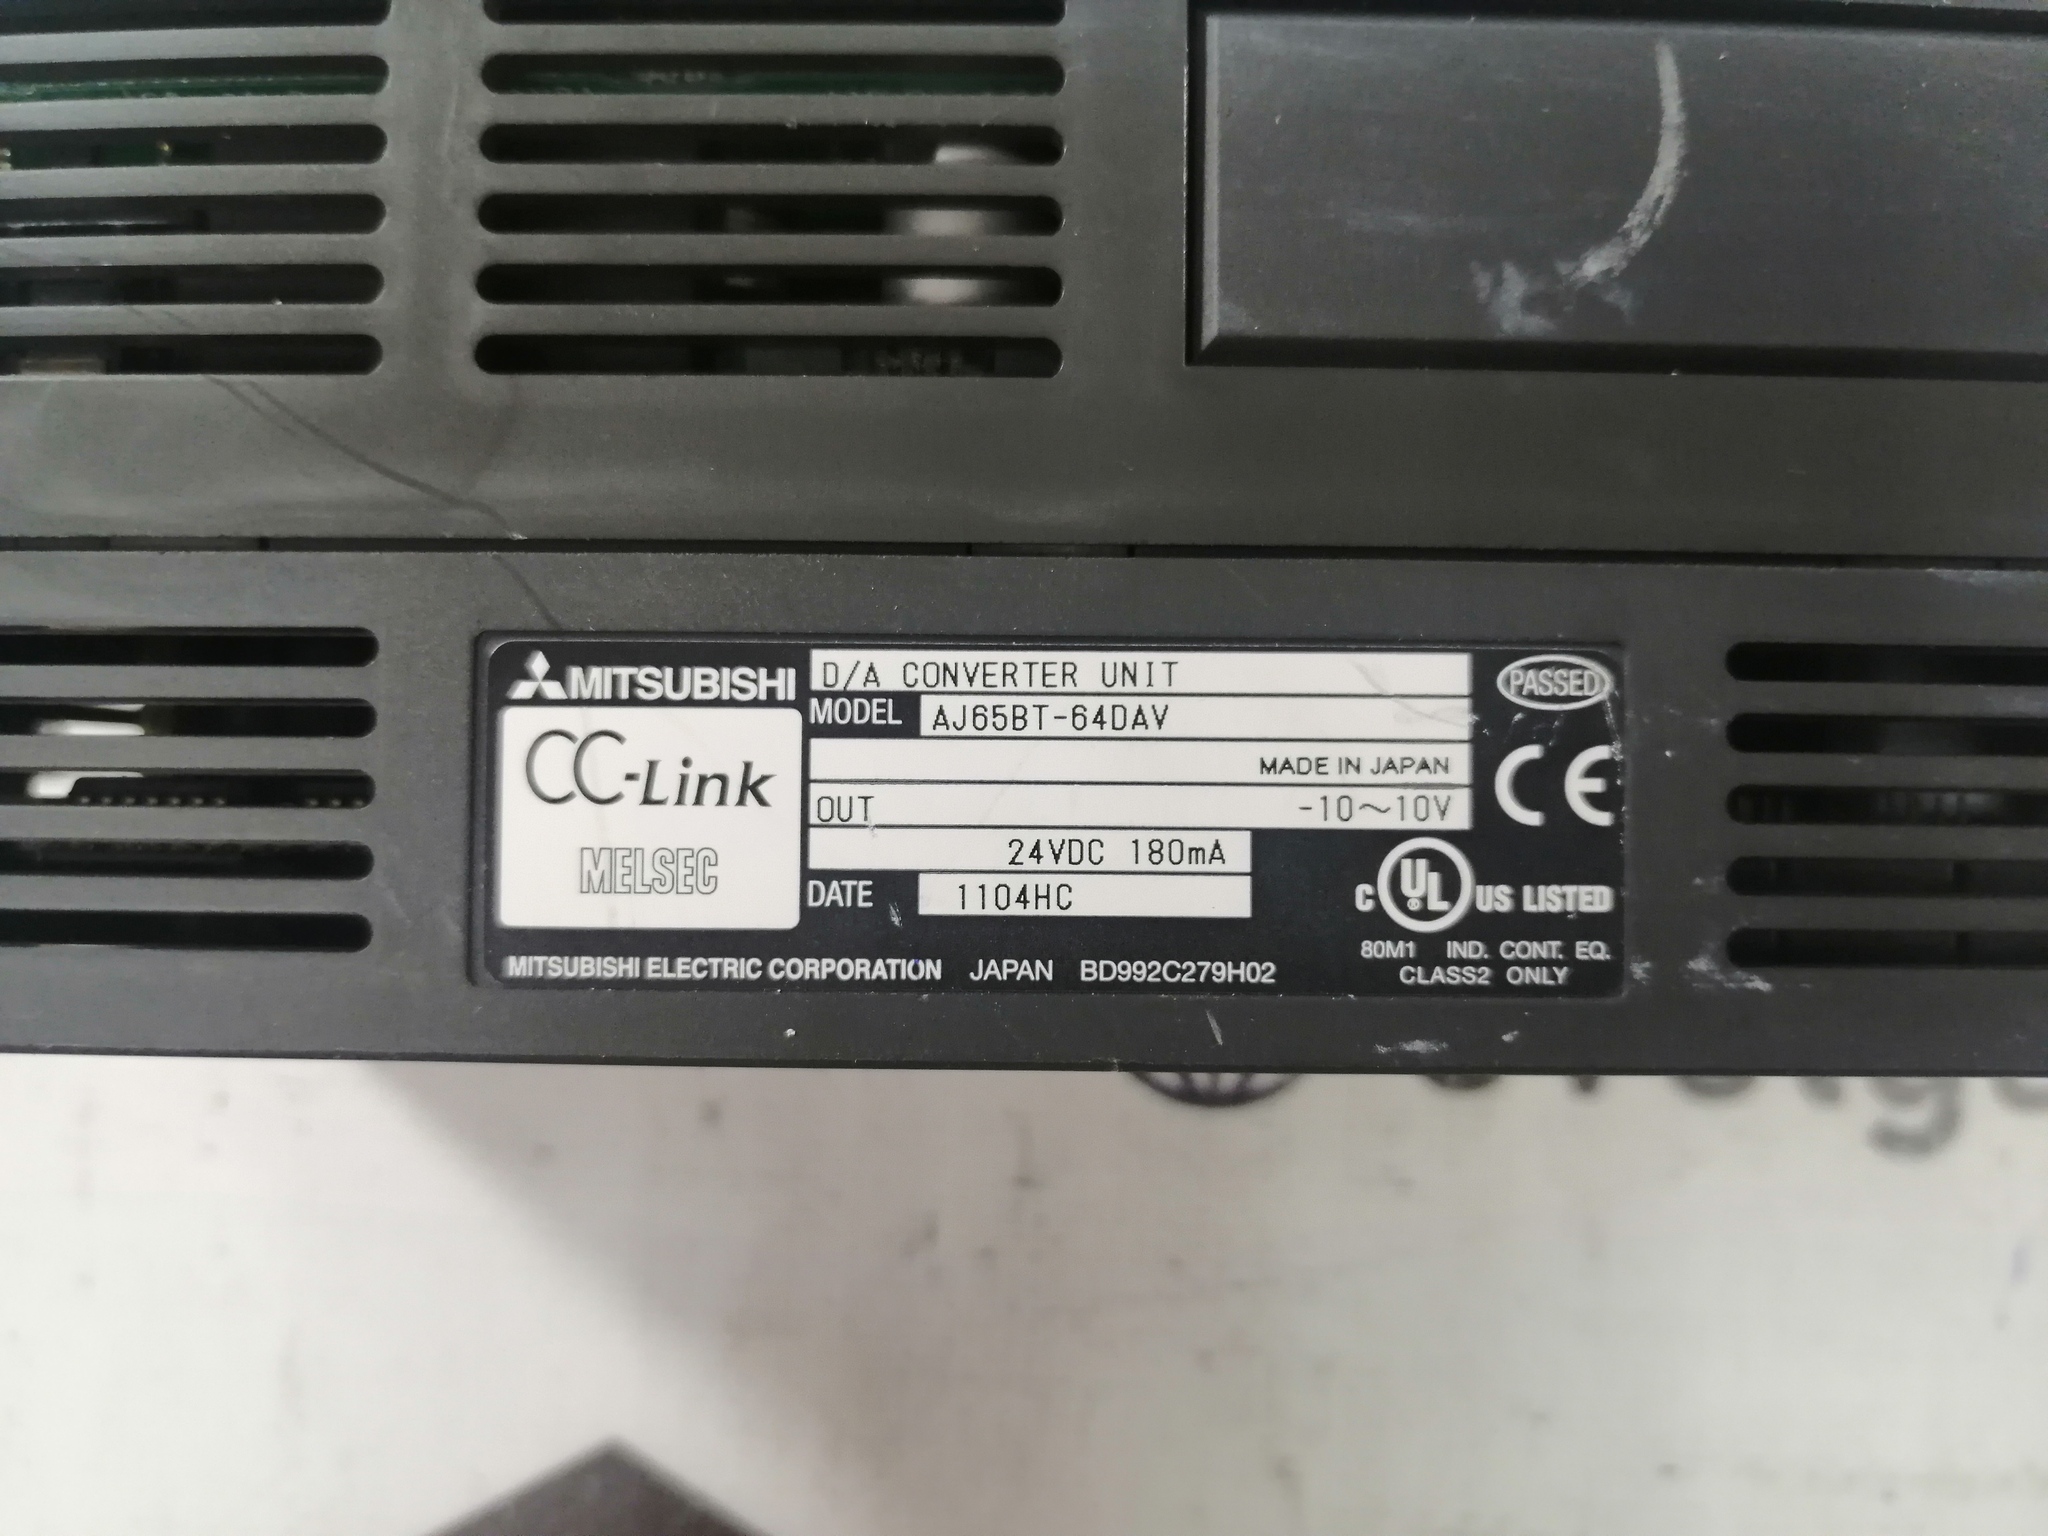 MITSUBISHI
D/A CONVERTER UNIT
PASSED
MODEL AJ65BT-64DAV
CC-Link
MADE IN JAPAN
CE
OUT -10～10V
MELSEC
24VDC 180mA
DATE 1104HC
C UL US LISTED
80M1 IND. CONT. EQ.
CLASS2 ONLY
MITSUBISHI ELECTRIC CORPORATION JAPAN BD992C279H02